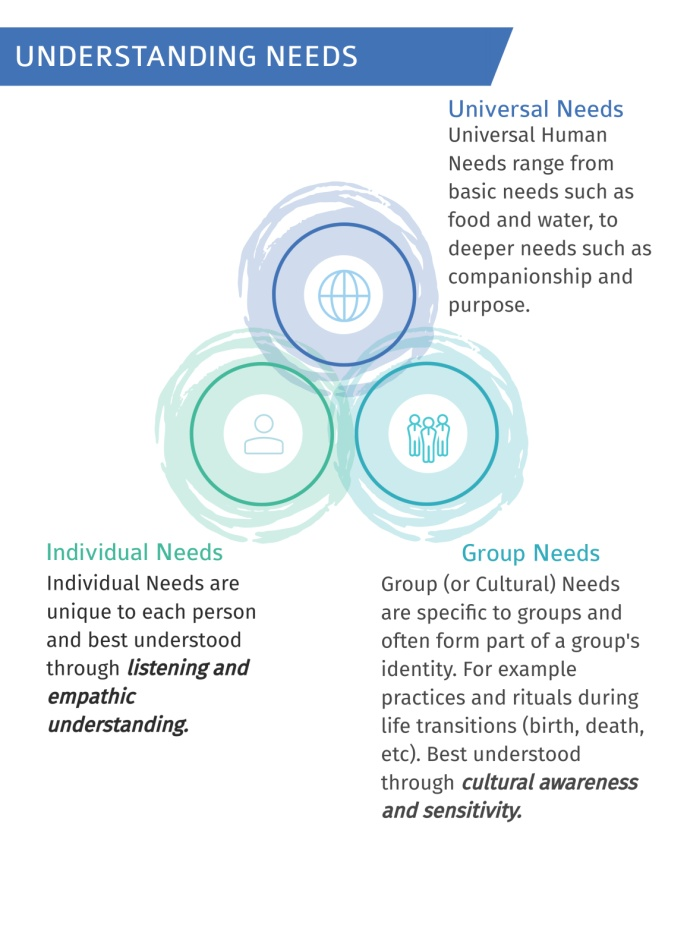 UNDERSTANDING NEEDS
Universal Needs
Universal Human
Needs range from
basic needs such as
food and water, to
deeper needs such as
companionship and
purpose.
Individual Needs
Individual Needs are
unique to each person
and best understood
through listening and
empathic
understanding.
Group Needs
Group (or Cultural) Needs
are specific to groups and
often form part of a group's
identity. For example
practices and rituals during
life transitions (birth, death,
etc). Best understood
through cultural awareness
and sensitivity.